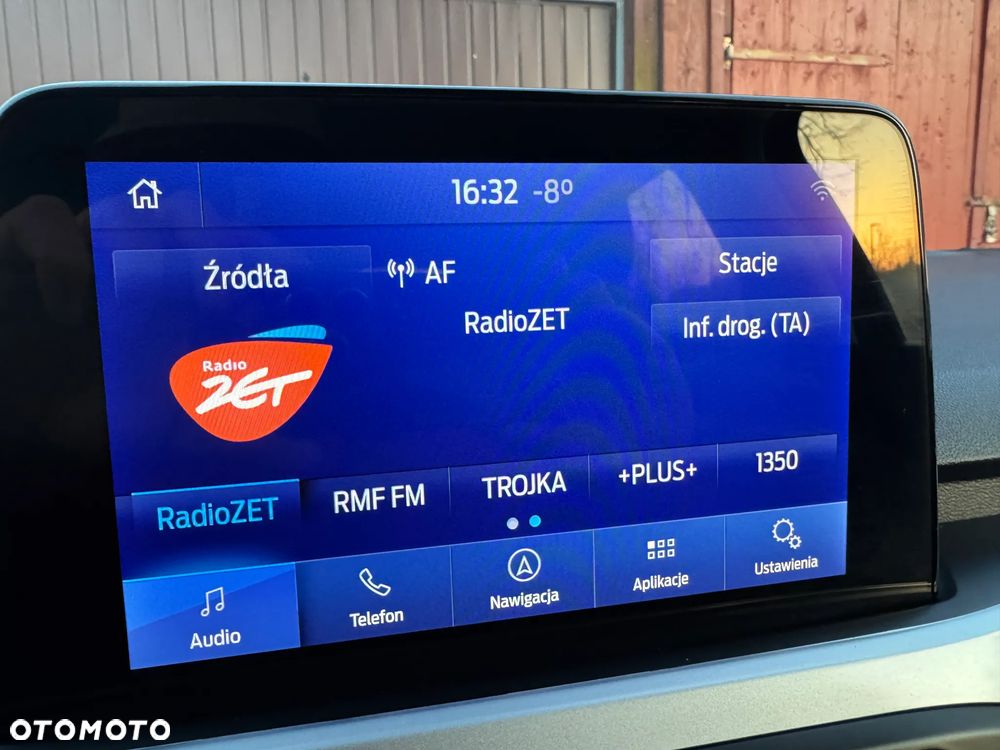 16:32 -8º
Źródła
AF
Stacje
RadioZET
Inf. drog. (TA)
Radio
ZET
RadioZET
RMF FM
TROJKA
+PLUS+
1350
Audio
Telefon
Nawigacja
Aplikacje
Ustawienia
OTOMOTO